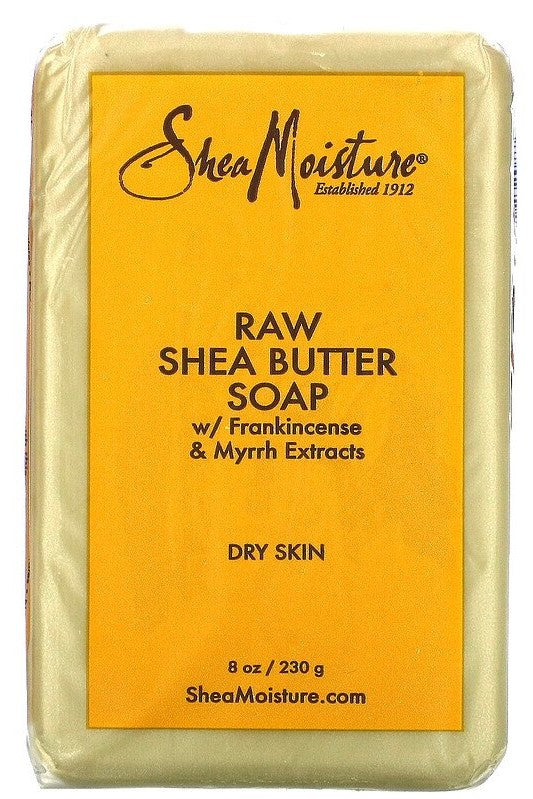 SheaMoisture®
Established 1912
RAW
SHEA BUTTER
SOAP
w/ Frankincense
& Myrrh Extracts
DRY SKIN
8 oz / 230 g
SheaMoisture.com